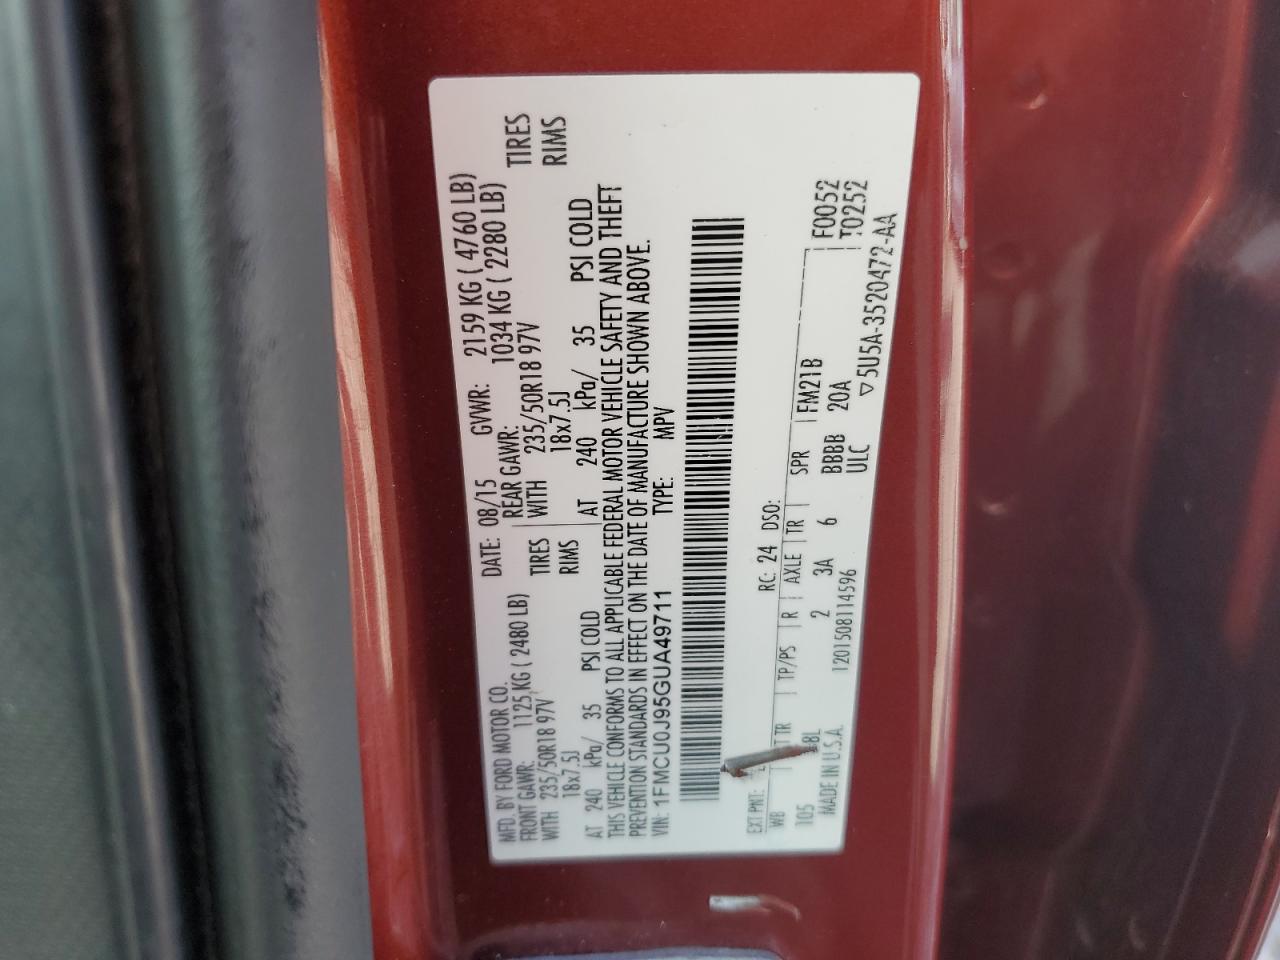 MFD. BY FORD MOTOR CO. DATE: 08/15 GVWR: 2159 KG ( 4760 LB)
FRONT GAWR: 1125 KG ( 2480 LB) REAR GAWR: 1034 KG ( 2280 LB)
WITH 235/50R18 97V TIRES WITH 235/50R18 97V TIRES
18x7.5J RIMS 18x7.5J RIMS
AT 240 kPa/ 35 PSI COLD AT 240 kPa/ 35 PSI COLD
THIS VEHICLE CONFORMS TO ALL APPLICABLE FEDERAL MOTOR VEHICLE SAFETY AND THEFT
PREVENTION STANDARDS IN EFFECT ON THE DATE OF MANUFACTURE SHOWN ABOVE.
VIN: 1FMCU0J95GUA49711 TYPE: MPV
EXT PNT: RC: 24 DSO:
WB TR TP/PS R AXLE TR SPR FM21B F0052
105 8L 2 3A 6 BBBB 20A T0252
MADE IN U.S.A. 1201508114596 ULC
▽5U5A-3520472-AA